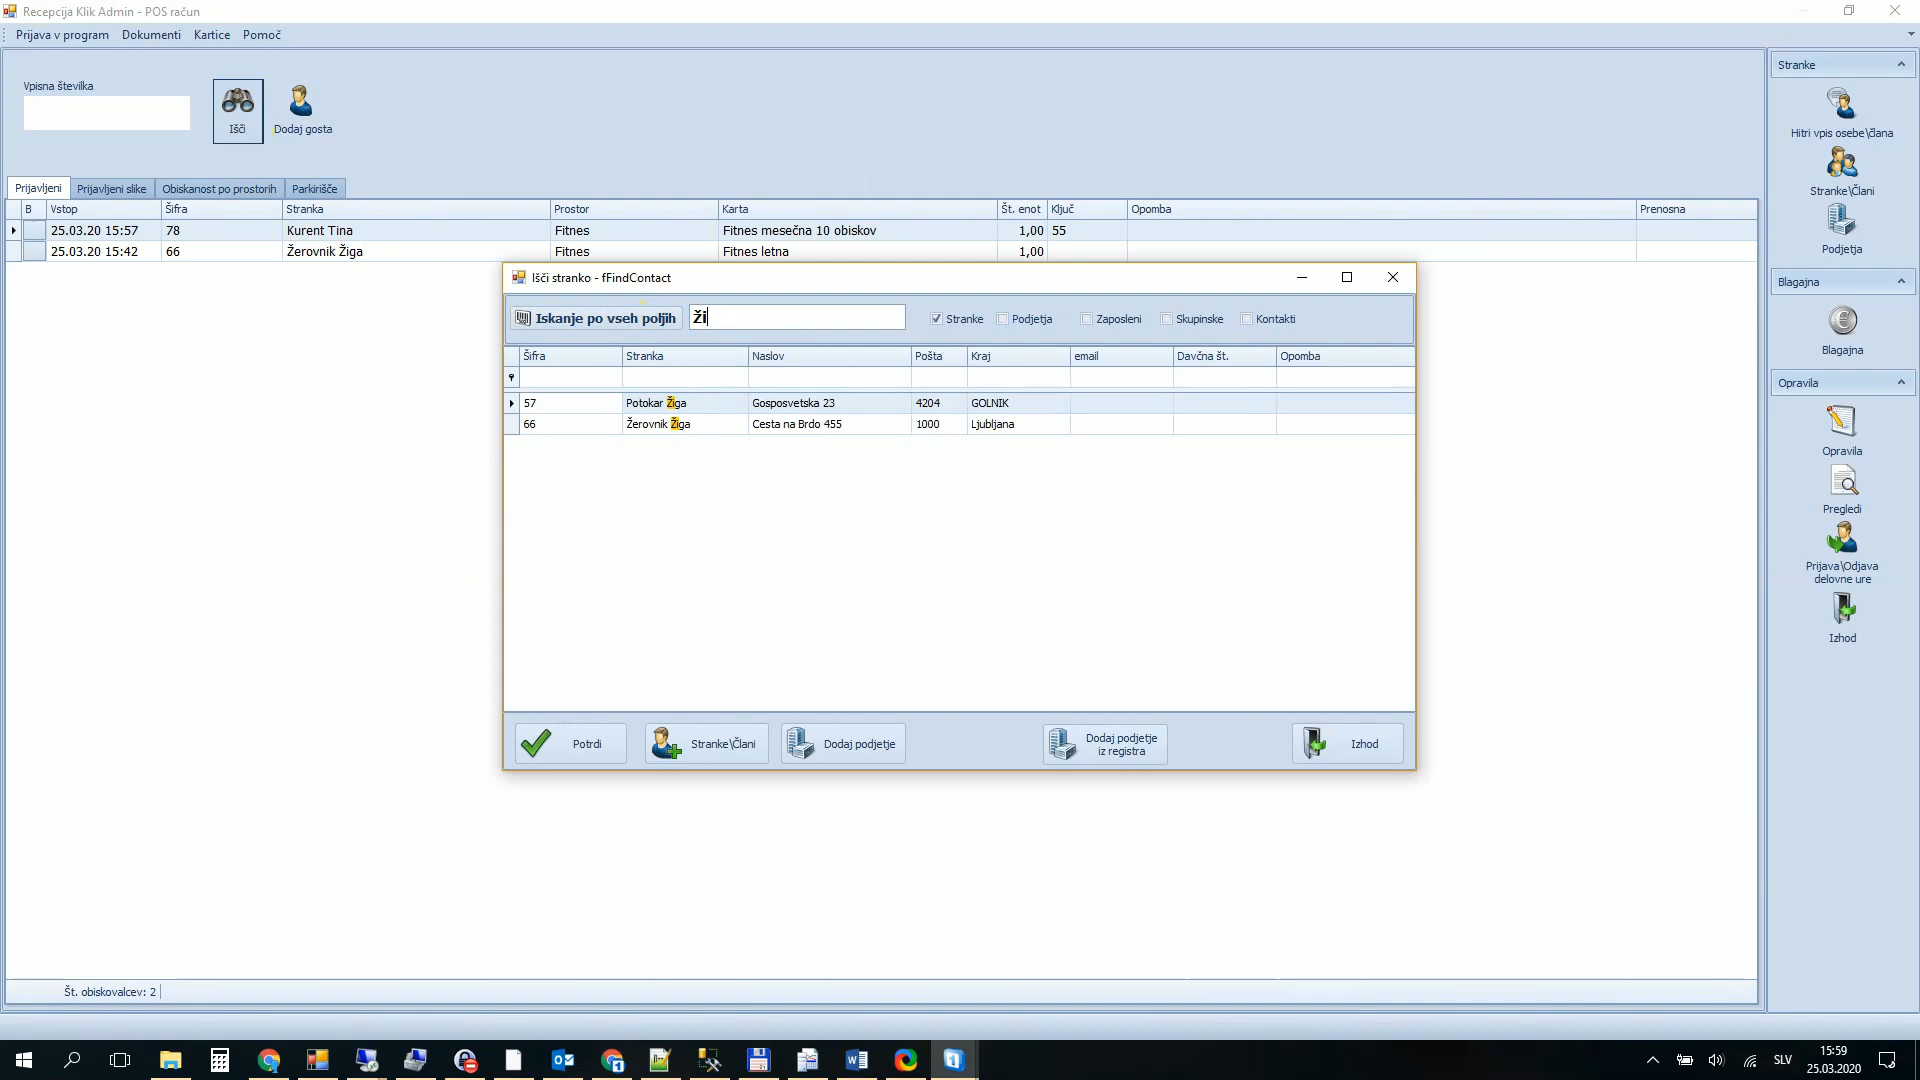 Recepcija Klik Admin - POS račun
Prijava v program Dokumenti Kartice Pomoč
Vpisna številka
Išči
Dodaj gosta
Prijavljeni Prijavljeni slike Obiskanost po prostorih Parkirišče
B Vstop Šifra Stranka Prostor Karta Št. enot Ključ Opomba Prenosna
25.03.20 15:57 78 Kurent Tina Fitnes Fitnes mesečna 10 obiskov 1,00 55
25.03.20 15:42 66 Žerovnik Žiga Fitnes Fitnes letna 1,00
Išči stranko - fFindContact
Iskanje po vseh poljih ži Stranke Podjetja Zaposleni Skupinske Kontakti
Šifra Stranka Naslov Pošta Kraj email Davčna št. Opomba
57 Potokar Žiga Gosposvetska 23 4204 GOLNIK
66 Žerovnik Žiga Cesta na Brdo 455 1000 Ljubljana
Potrdi
Stranke\Člani
Dodaj podjetje
Dodaj podjetje
iz registra
Izhod
Št. obiskovalcev: 2
Stranke
Hitri vpis osebe\člana
Stranke\Člani
Podjetja
Blagajna
Blagajna
Opravila
Opravila
Pregledi
Prijava\Odjava
delovne ure
Izhod
SLV
15:59
25.03.2020